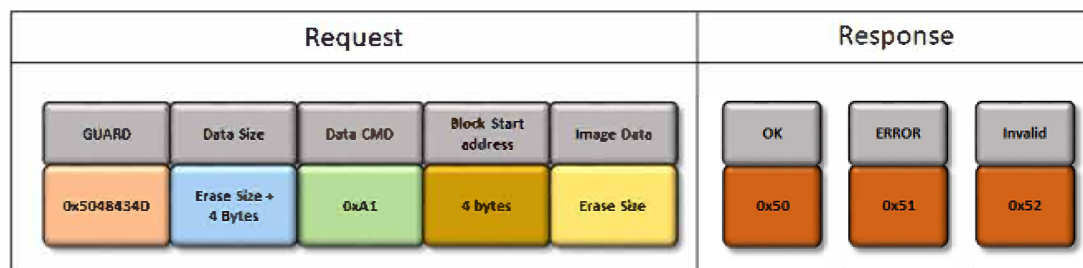 Request
Response
GUARD
Data Size
Data CMD
Block Start
address
Image Data
OK
ERROR
Invalid
0x5048434D
Erase Size +
4 Bytes
0xA1
4 bytes
Erase Size
0x50
0x51
0x52